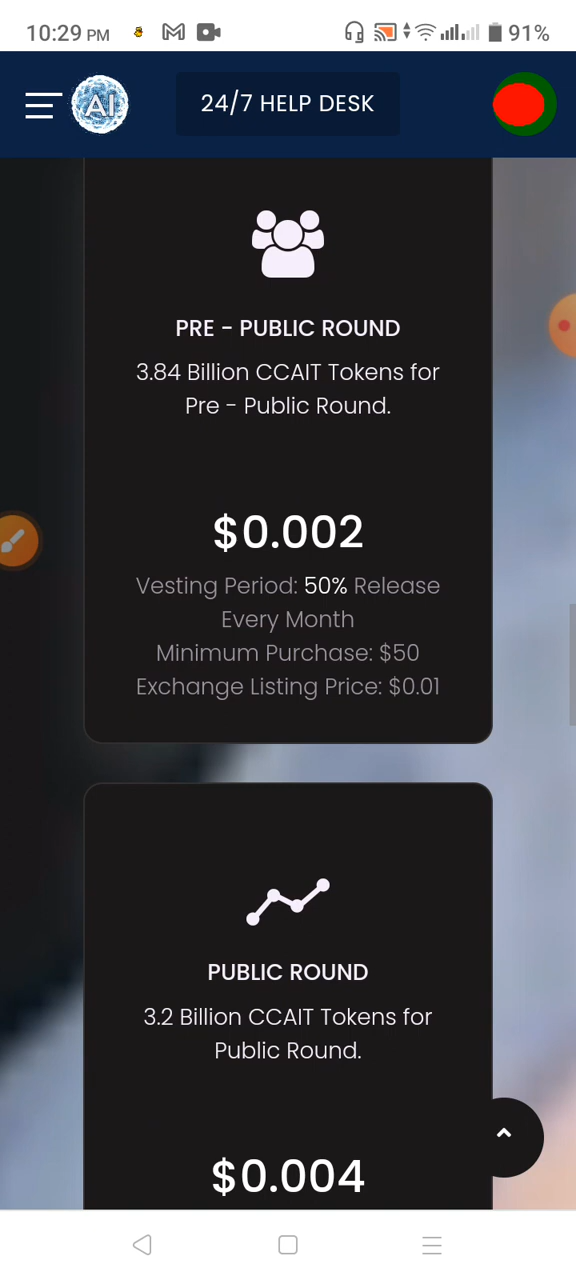 10:29 PM
91%
AI
24/7 HELP DESK
PRE - PUBLIC ROUND
3.84 Billion CCAIT Tokens for
Pre - Public Round.
$0.002
Vesting Period: 50% Release
Every Month
Minimum Purchase: $50
Exchange Listing Price: $0.01
PUBLIC ROUND
3.2 Billion CCAIT Tokens for
Public Round.
$0.004